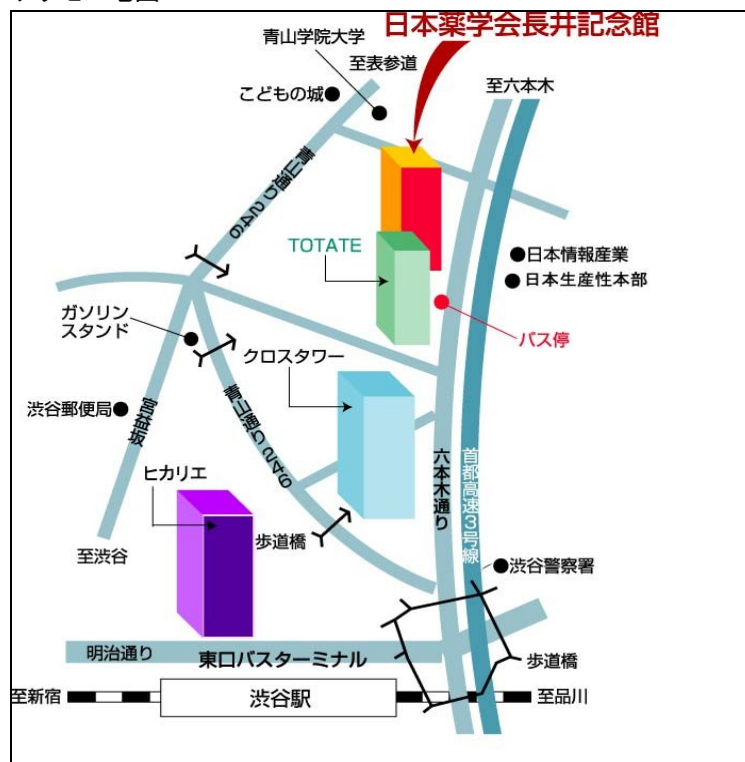 日本薬学会長井記念館
青山学院大学
至表参道
こどもの城
至六本木
青山通り246
TOTATE
日本情報産業
日本生産性本部
ガソリン
スタンド
バス停
クロスタワー
渋谷郵便局
宮益坂
青山通り246
六本木通り
首都高速3号線
ヒカリエ
歩道橋
至渋谷
渋谷警察署
明治通り
東口バスターミナル
歩道橋
至新宿
渋谷駅
至品川